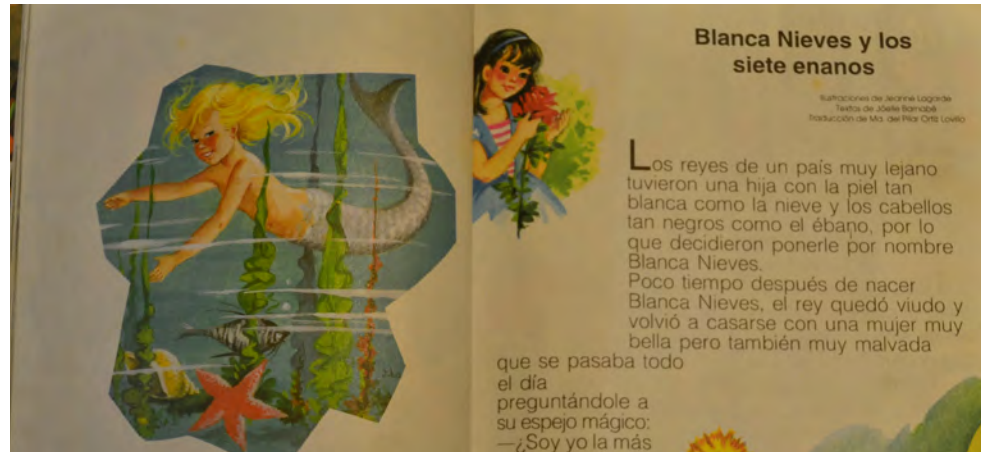 Blanca Nieves y los
siete enanos
Ilustraciones de Jeanne Lagarde
Textos de Jöelle Barnabé
Traducción de Ma. del Pilar Ortiz Lovillo
Los reyes de un país muy lejano
tuvieron una hija con la piel tan
blanca como la nieve y los cabellos
tan negros como el ébano, por lo
que decidieron ponerle por nombre
Blanca Nieves.
Poco tiempo después de nacer
Blanca Nieves, el rey quedó viudo y
volvió a casarse con una mujer muy
bella pero también muy malvada
que se pasaba todo
el día
preguntándole a
su espejo mágico:
—¿Soy yo la más